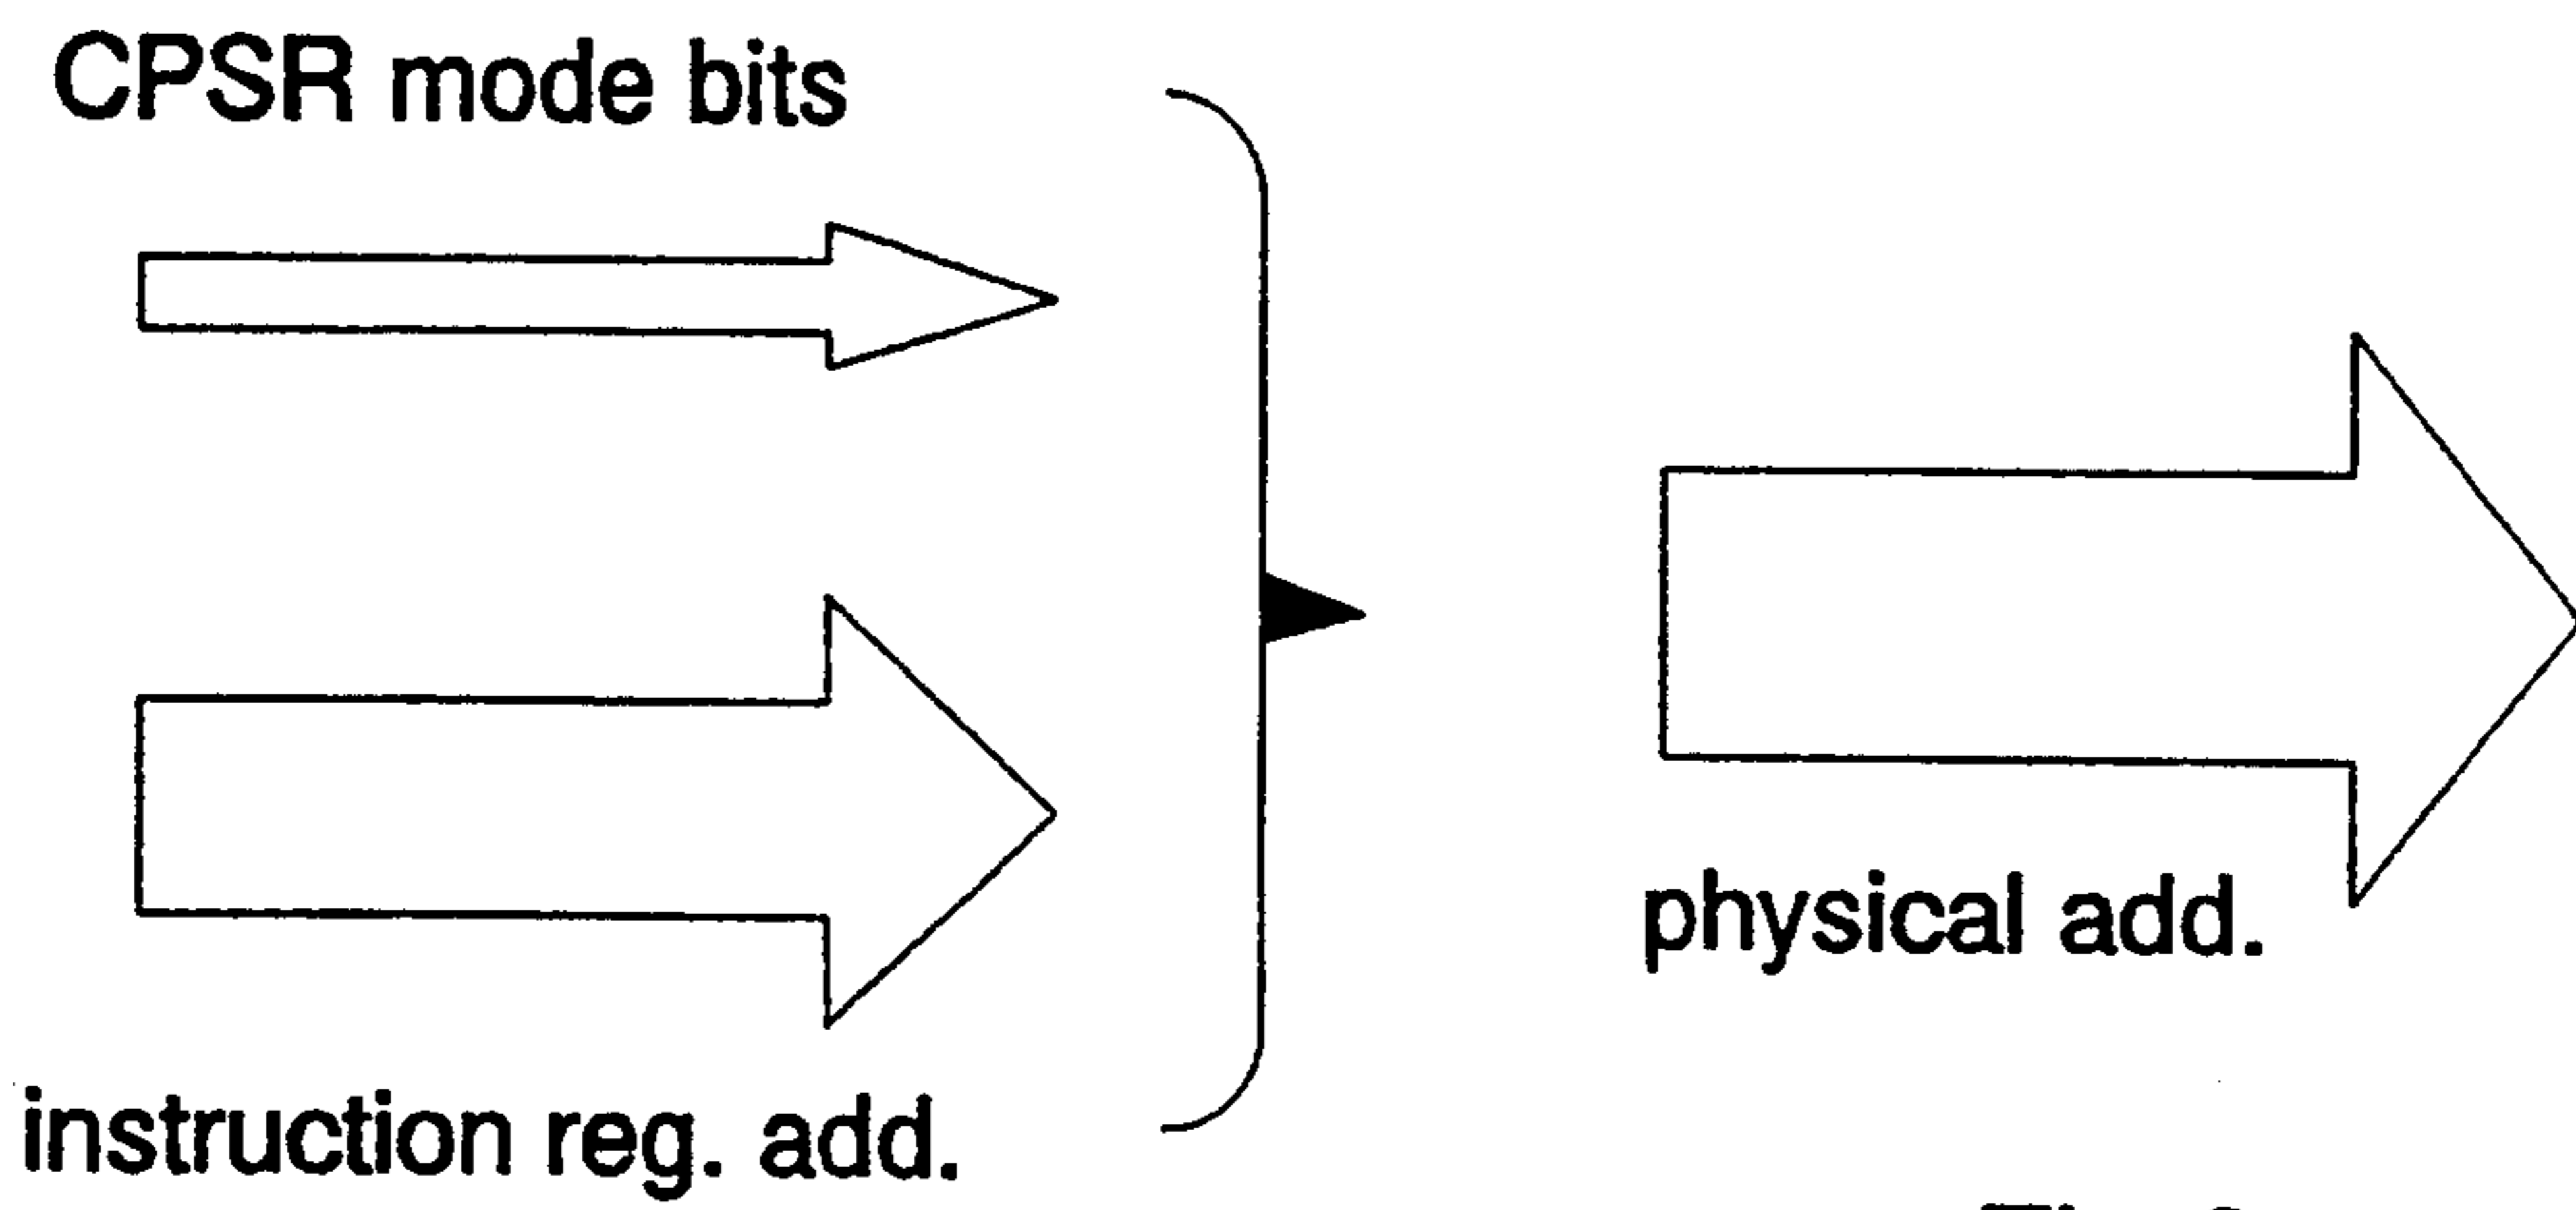 CPSR mode bits
physical add.
instruction reg. add.